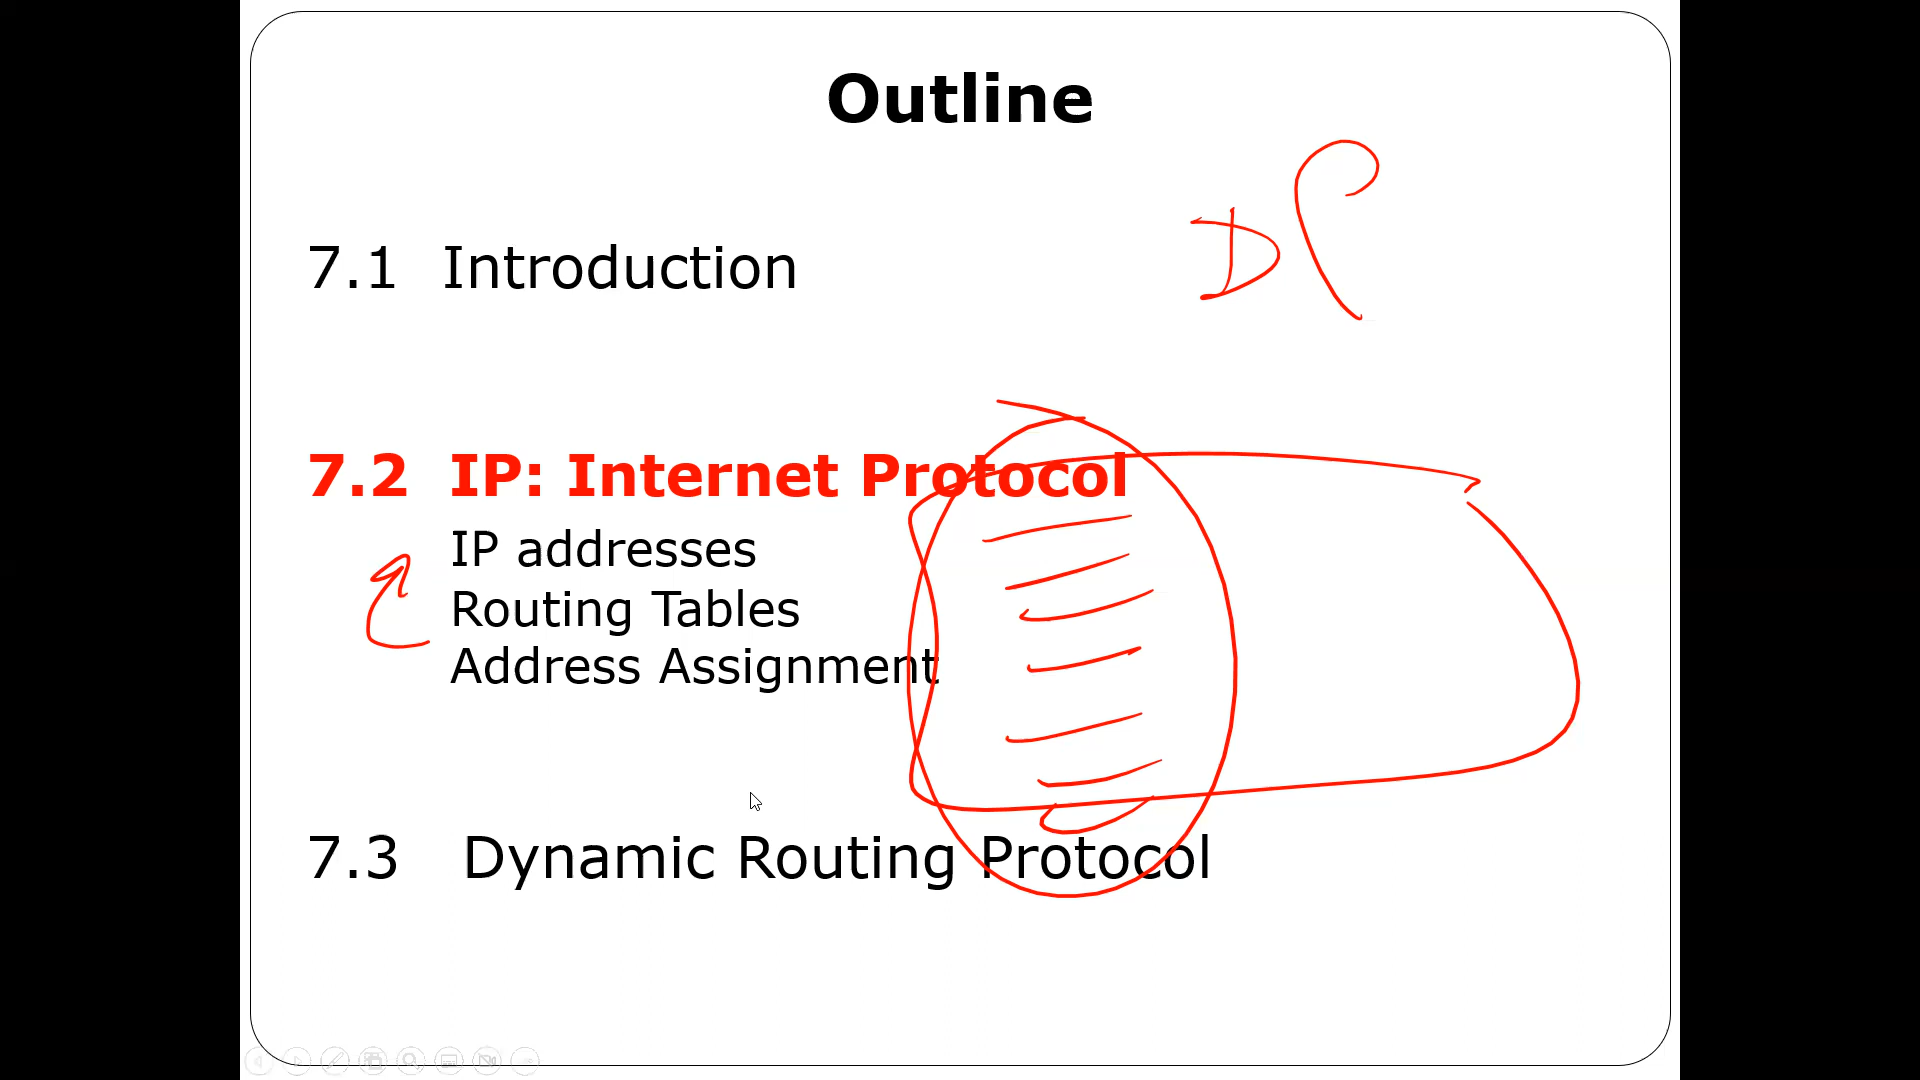 Outline
DP
7.1 Introduction
7.2 IP: Internet Protocol
IP addresses
Routing Tables
Address Assignment
7.3 Dynamic Routing Protocol